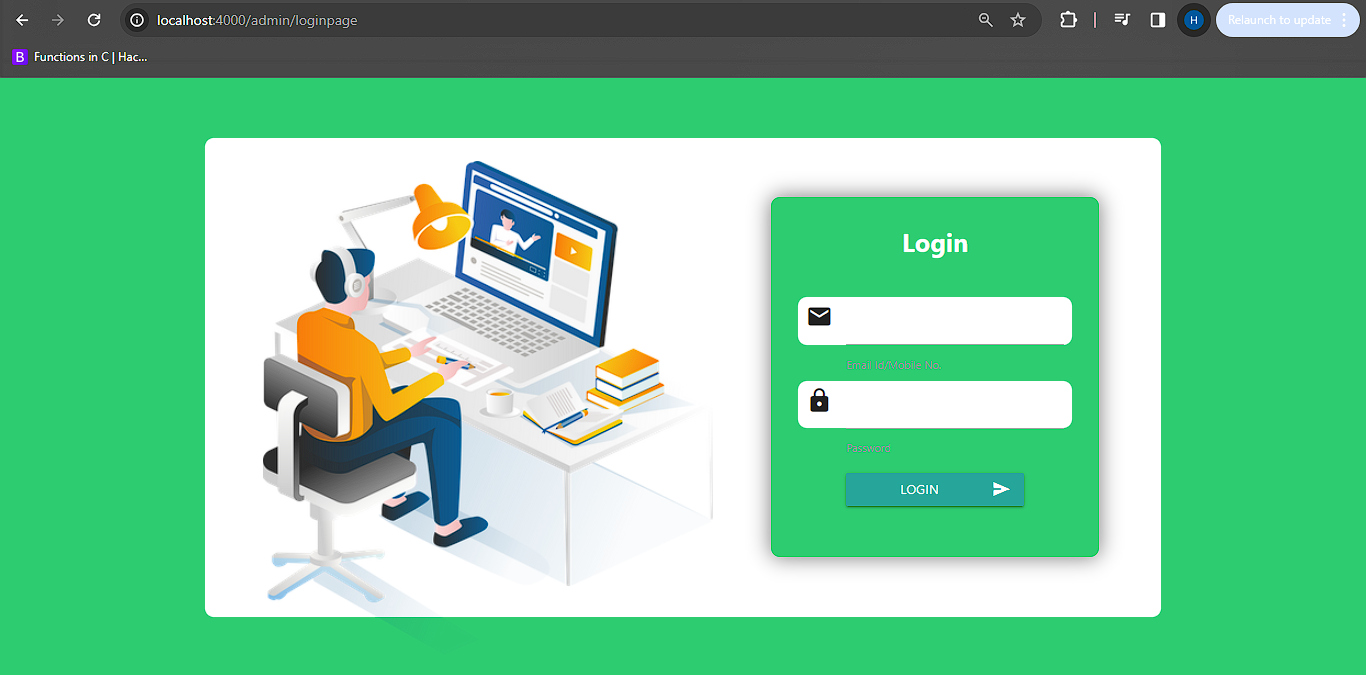 localhost:4000/admin/loginpage
H
Relaunch to update
B
Functions in C | Hac...
Login
Email Id/Mobile No.
Password
LOGIN